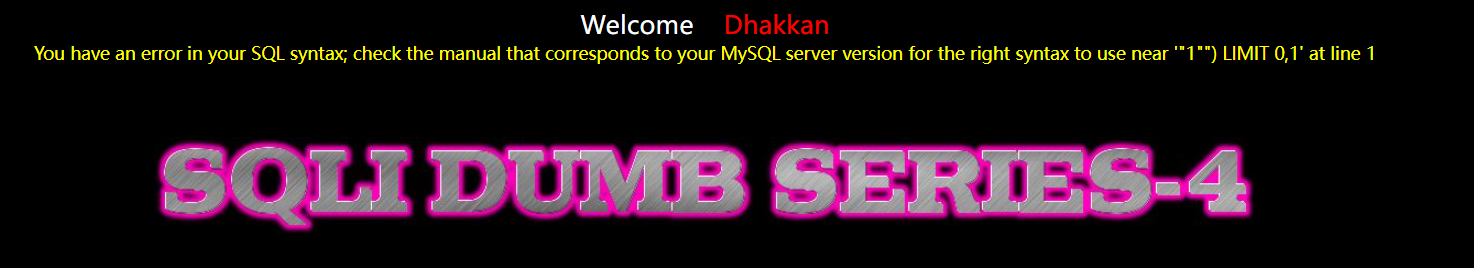 Welcome Dhakkan
You have an error in your SQL syntax; check the manual that corresponds to your MySQL server version for the right syntax to use near '"1"") LIMIT 0,1' at line 1
SQLI DUMB SERIES-4